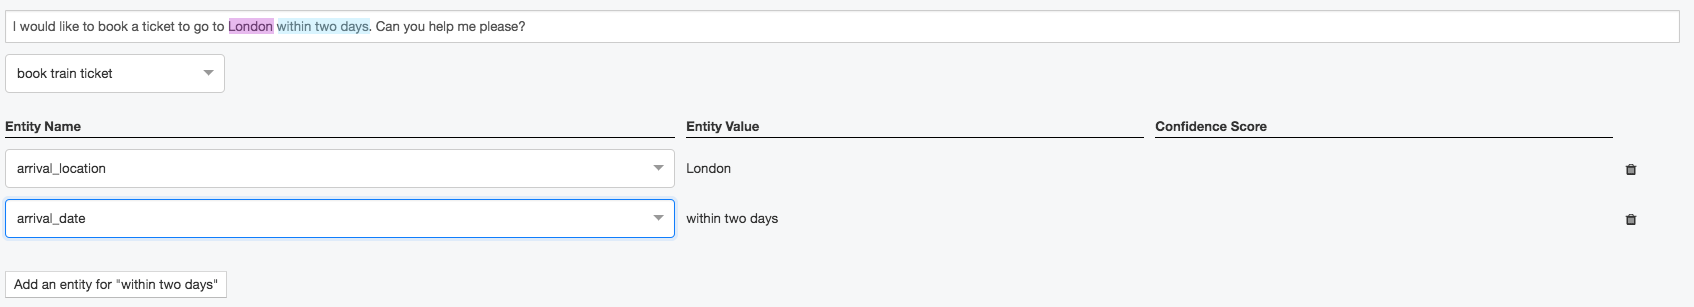 I would like to book a ticket to go to London within two days. Can you help me please?
book train ticket
Entity Name Entity Value Confidence Score
arrival_location London
arrival_date within two days
Add an entity for "within two days"